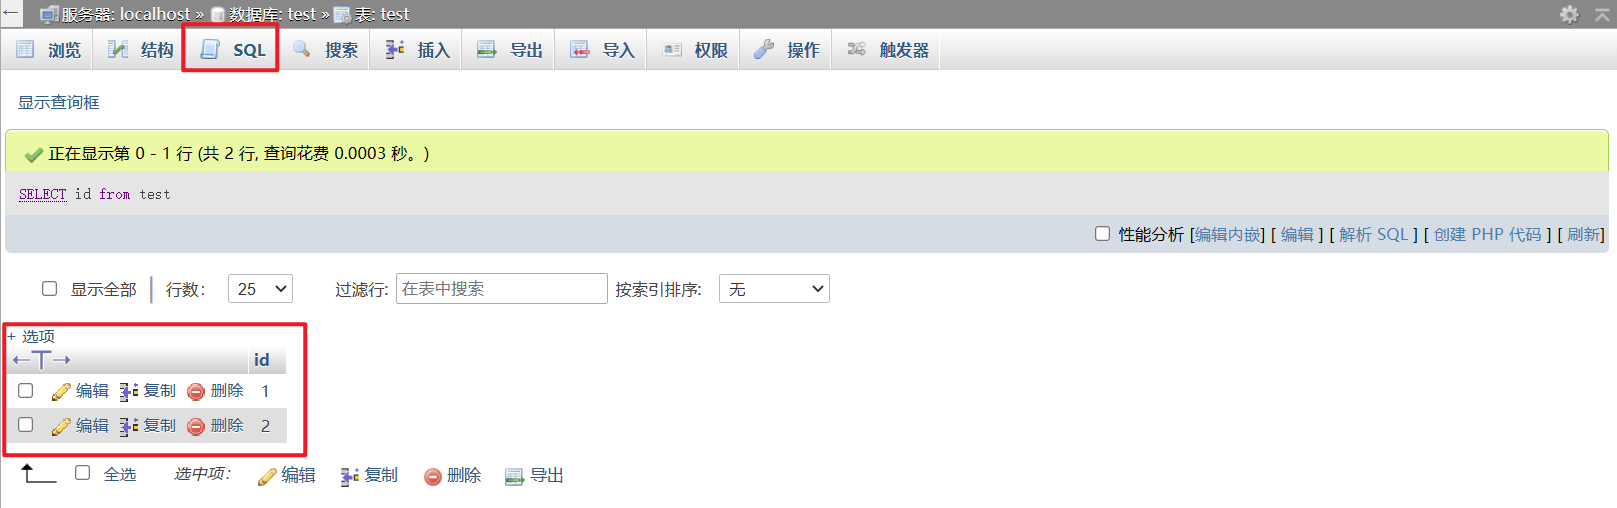 服务器: localhost » 数据库: test » 表: test
浏览 结构 SQL 搜索 插入 导出 导入 权限 操作 触发器
显示查询框
正在显示第 0 - 1 行 (共 2 行, 查询花费 0.0003 秒。)
SELECT id from test
性能分析 [编辑内嵌] [ 编辑 ] [ 解析 SQL ] [ 创建 PHP 代码 ] [ 刷新]
显示全部 | 行数： 25 过滤行: 在表中搜索 按索引排序: 无
+ 选项
←T→ id
编辑 复制 删除 1
编辑 复制 删除 2
全选 选中项： 编辑 复制 删除 导出